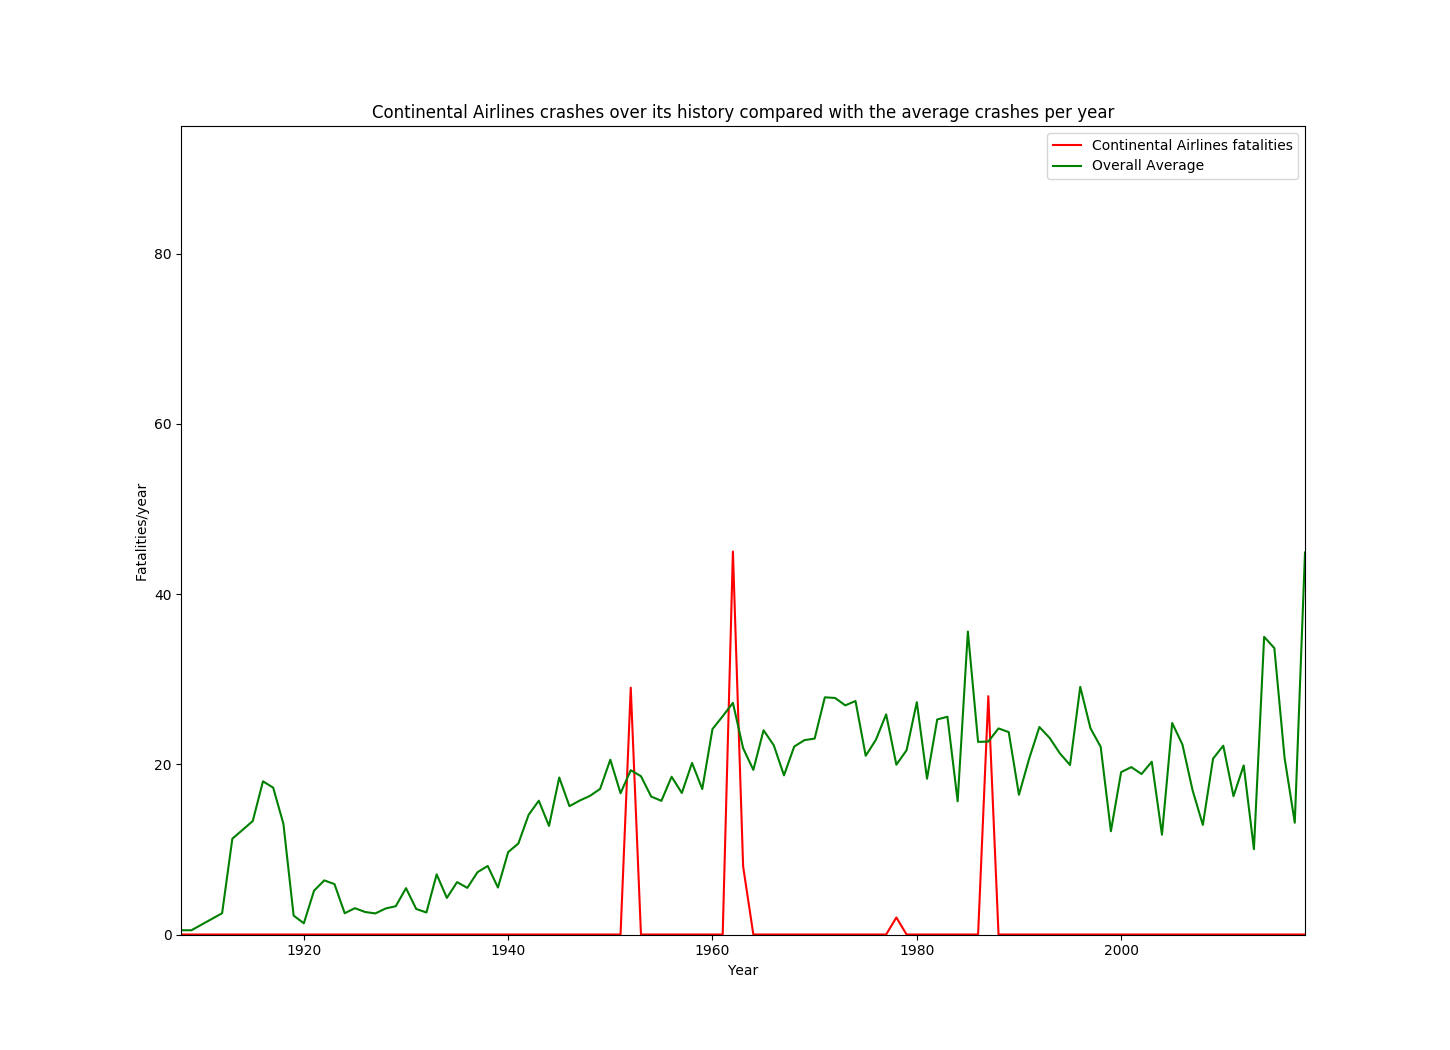 Continental Airlines crashes over its history compared with the average crashes per year
Continental Airlines fatalities
Overall Average
80
60
40
20
0
Fatalities/year
1920
1940
1960
1980
2000
Year